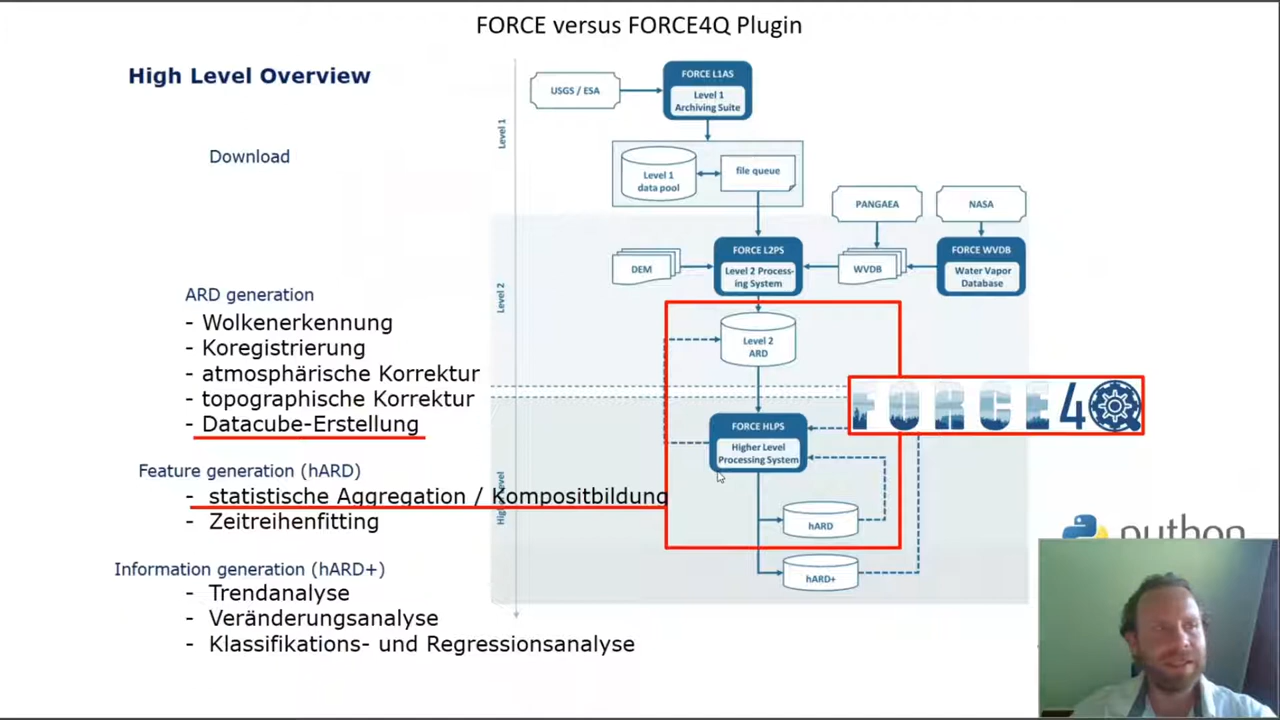 FORCE versus FORCE4Q Plugin
High Level Overview
Download
ARD generation
- Wolkenerkennung
- Koregistrierung
- atmosphärische Korrektur
- topographische Korrektur
- Datacube-Erstellung
Feature generation (hARD)
- statistische Aggregation / Kompositbildung
- Zeitreihenfitting
Information generation (hARD+)
- Trendanalyse
- Veränderungsanalyse
- Klassifikations- und Regressionsanalyse
Level 1
Level 2
USGS / ESA
FORCE L1AS
Level 1
Archiving Suite
Level 1
data pool
file queue
PANGAEA
NASA
DEM
FORCE L2PS
Level 2 Process-
ing System
WVDB
FORCE WVDB
Water Vapor
Database
Level 2
ARD
FORCE4Q
FORCE HLPS
Higher Level
Processing System
hARD
hARD+
python